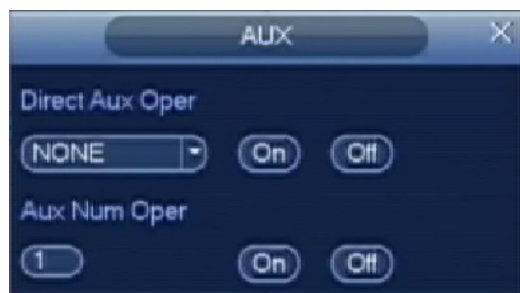 AUX
Direct Aux Oper
NONE On Off
Aux Num Oper
1 On Off